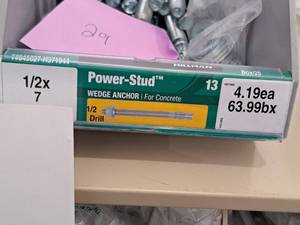 29
HILLMAN
Box/25
1/2x
7
Power-Stud™
13
WEDGE ANCHOR | For Concrete
1/2
Drill
4.19ea
63.99bx